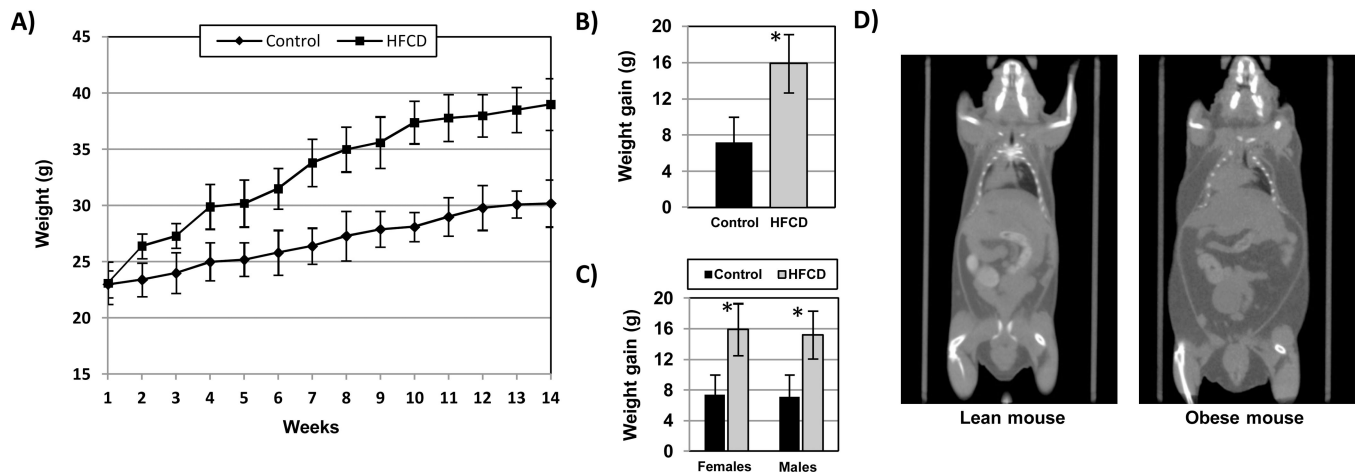 A)
Control
HFCD
Weight (g)
45
40
35
30
25
20
15
1 2 3 4 5 6 7 8 9 10 11 12 13 14
Weeks
B)
Weight gain (g)
20
16
12
8
4
0
*
Control HFCD
C)
Control HFCD
Weight gain (g)
20
16
12
8
4
0
* *
Females Males
D)
Lean mouse
Obese mouse